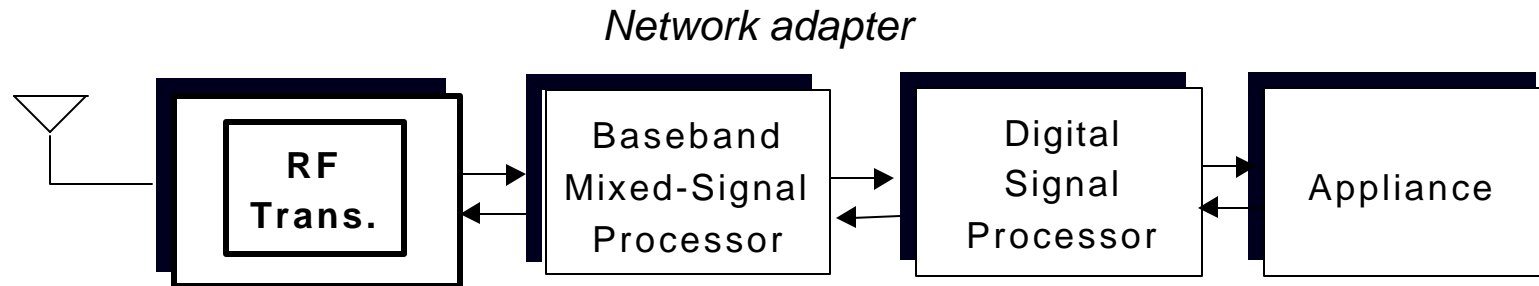 Network adapter
RF
Trans.
Baseband
Mixed-Signal
Processor
Digital
Signal
Processor
Appliance